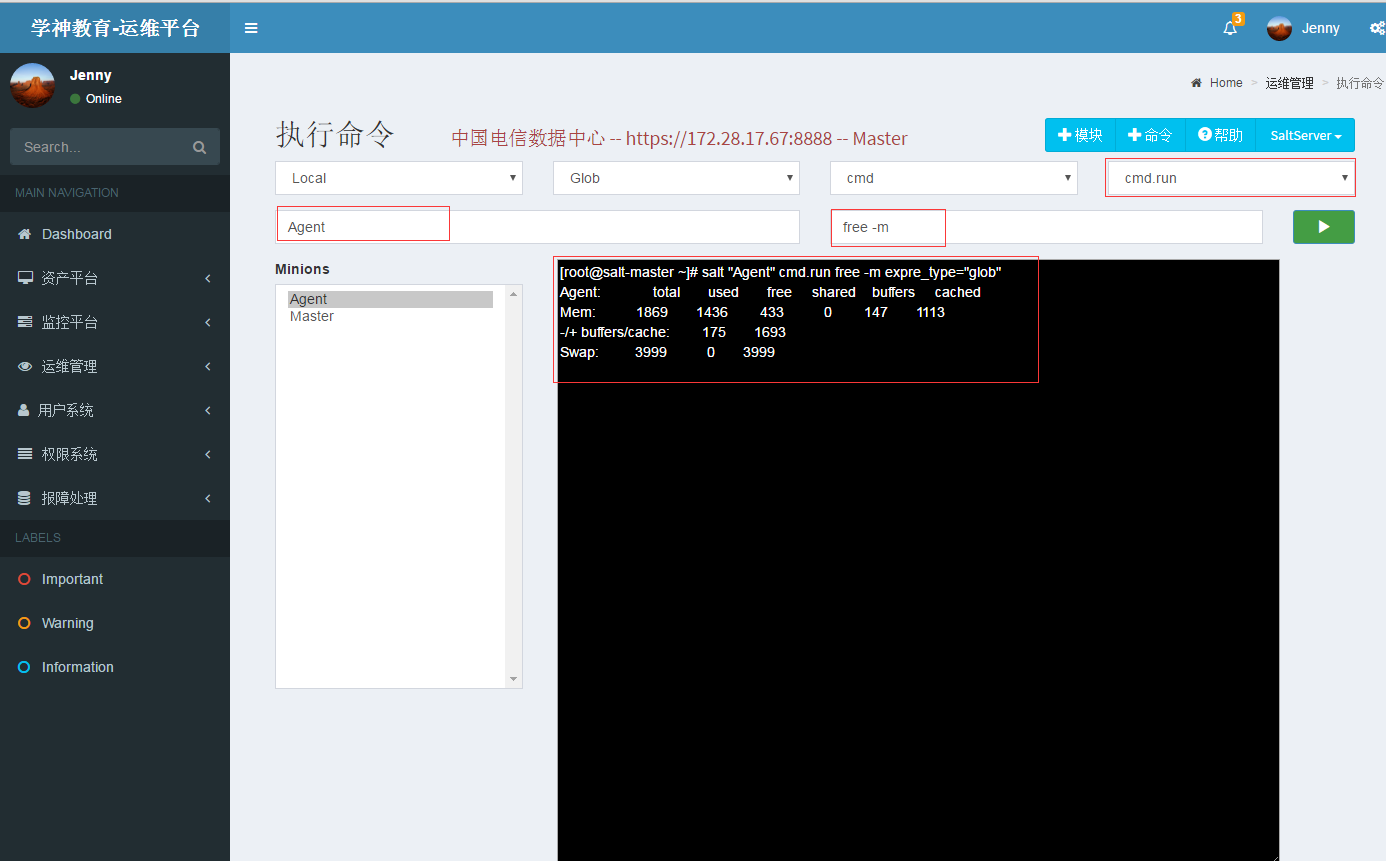 学神教育-运维平台
3
Jenny
Jenny
Online
Search...
MAIN NAVIGATION
Dashboard
资产平台
监控平台
运维管理
用户系统
权限系统
报障处理
LABELS
Important
Warning
Information
Home > 运维管理 > 执行命令
执行命令 中国电信数据中心 -- https://172.28.17.67:8888 -- Master
模块 命令 帮助 SaltServer
Local Glob cmd cmd.run
Agent free -m
Minions
Agent
Master
[root@salt-master ~]# salt "Agent" cmd.run free -m expre_type="glob"
Agent: total used free shared buffers cached
Mem: 1869 1436 433 0 147 1113
-/+ buffers/cache: 175 1693
Swap: 3999 0 3999